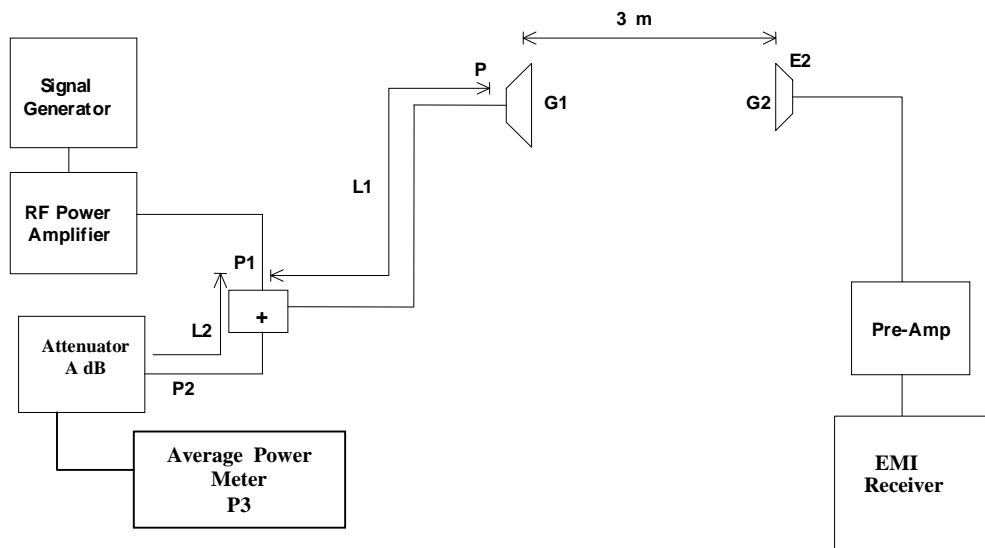 3 m
Signal
Generator
P
E2
G1
G2
L1
RF Power
Amplifier
P1
+
L2
Attenuator
A dB
P2
Pre-Amp
Average Power
Meter
P3
EMI
Receiver